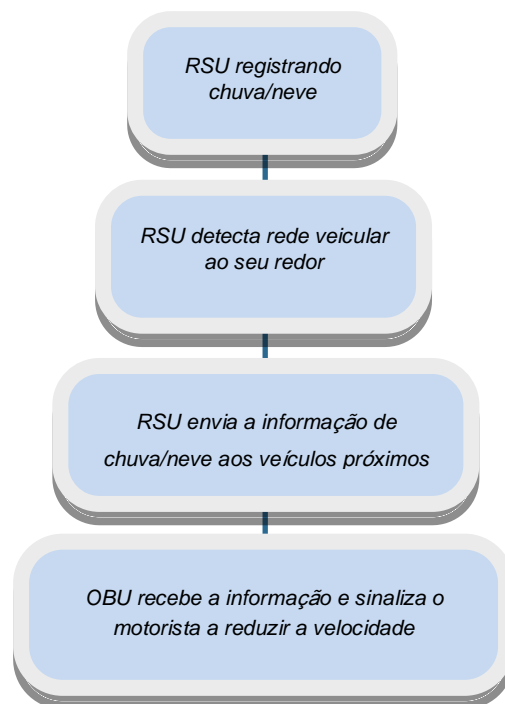 RSU registrando
chuva/neve
RSU detecta rede veicular
ao seu redor
RSU envia a informação de
chuva/neve aos veículos próximos
OBU recebe a informação e sinaliza o
motorista a reduzir a velocidade